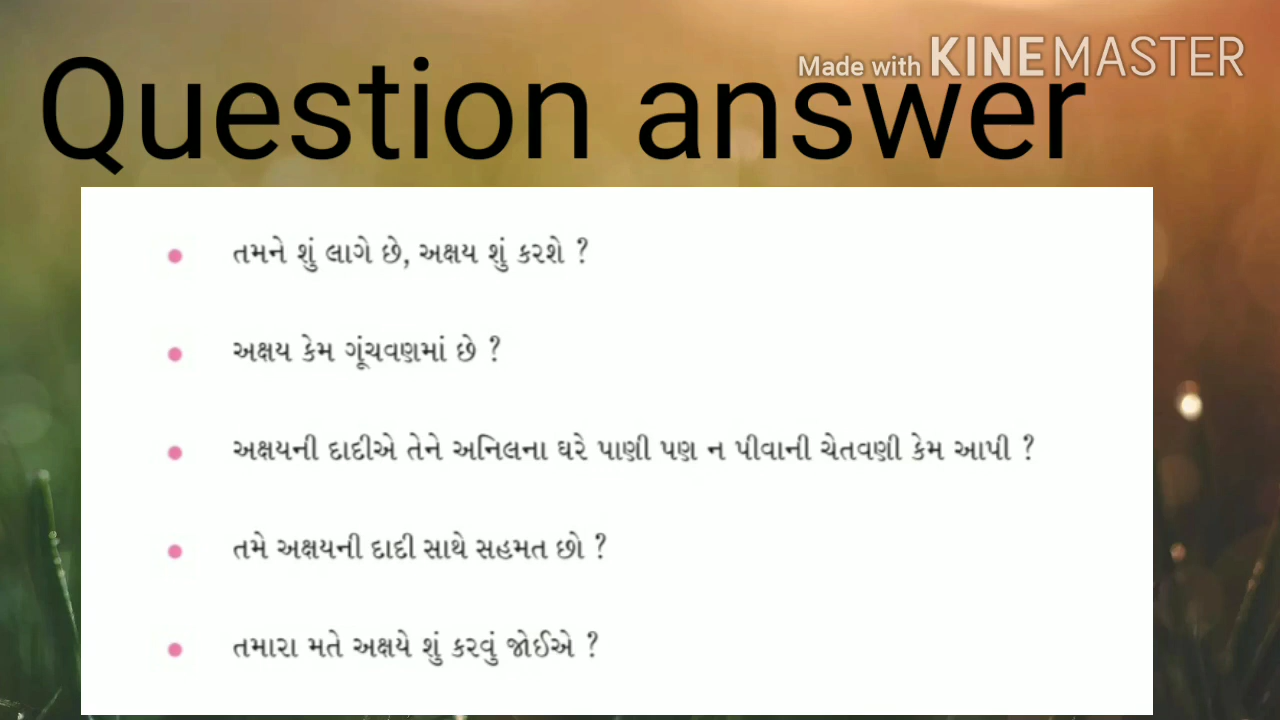 Made with KINEMASTER
Question answer
• તમને શું લાગે છે, અક્ષય શું કરશે ?
• અક્ષય કેમ ગૂંચવણમાં છે ?
• અક્ષયની દાદીએ તેને અનિલના ઘરે પાણી પણ ન પીવાની ચેતવણી કેમ આપી ?
• તમે અક્ષયની દાદી સાથે સહમત છો ?
• તમારા મતે અક્ષયે શું કરવું જોઈએ ?